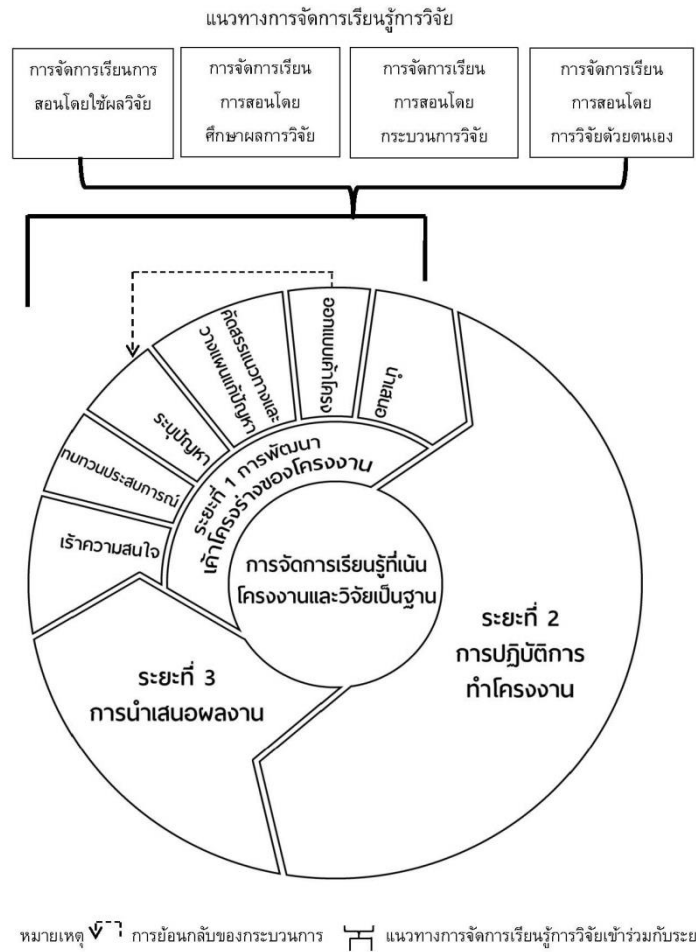 แนวทางการจัดการเรียนรู้การวิจัย
การจัดการเรียนการ
สอนโดยใช้ผลวิจัย
การจัดการเรียน
การสอนโดย
ศึกษาผลการวิจัย
การจัดการเรียน
การสอนโดย
กระบวนการวิจัย
การจัดการเรียน
การสอนโดย
การวิจัยด้วยตนเอง
เร้าความสนใจ
ทบทวนประสบการณ์
ระบุปัญหา
คัดสรรแนวทางและ
วางแผนแก้ปัญหา
ออกแบบเค้าโครง
นำเสนอ
ระยะที่ 1 การพัฒนา
เค้าโครงร่างของโครงงาน
การจัดการเรียนรู้ที่เน้น
โครงงานและวิจัยเป็นฐาน
ระยะที่ 2
การปฏิบัติการ
ทำโครงงาน
ระยะที่ 3
การนำเสนอผลงาน
หมายเหตุ การย้อนกลับของกระบวนการ แนวทางการจัดการเรียนรู้การวิจัยเข้าร่วมกับระย